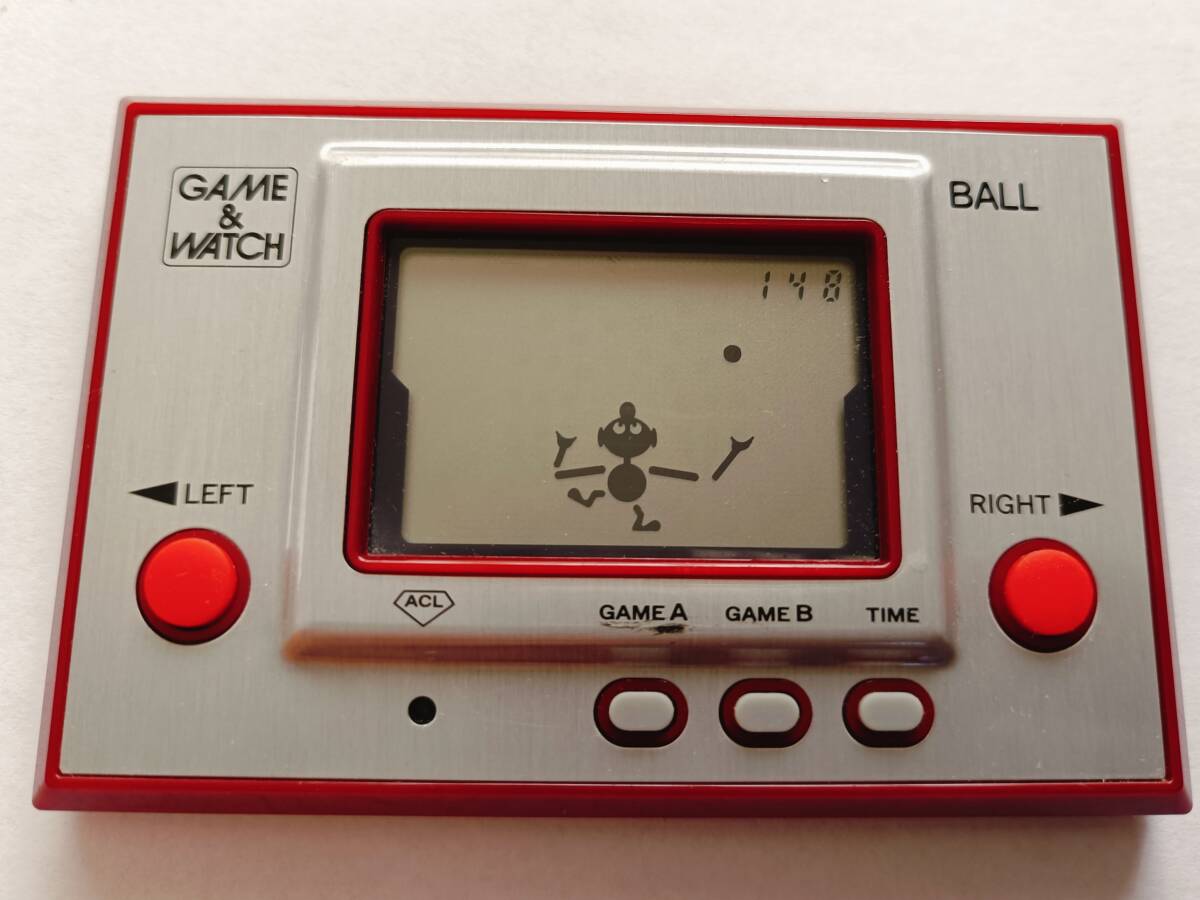 GAME
&
WATCH
BALL
148
◀ LEFT
RIGHT ▶
ACL
GAME A
GAME B
TIME